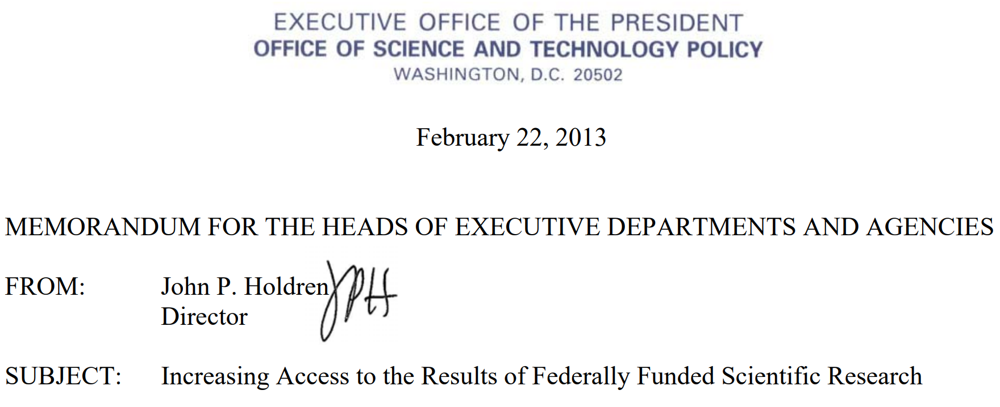 EXECUTIVE OFFICE OF THE PRESIDENT
OFFICE OF SCIENCE AND TECHNOLOGY POLICY
WASHINGTON, D.C. 20502
February 22, 2013
MEMORANDUM FOR THE HEADS OF EXECUTIVE DEPARTMENTS AND AGENCIES
FROM: John P. Holdren JPH
Director
SUBJECT: Increasing Access to the Results of Federally Funded Scientific Research